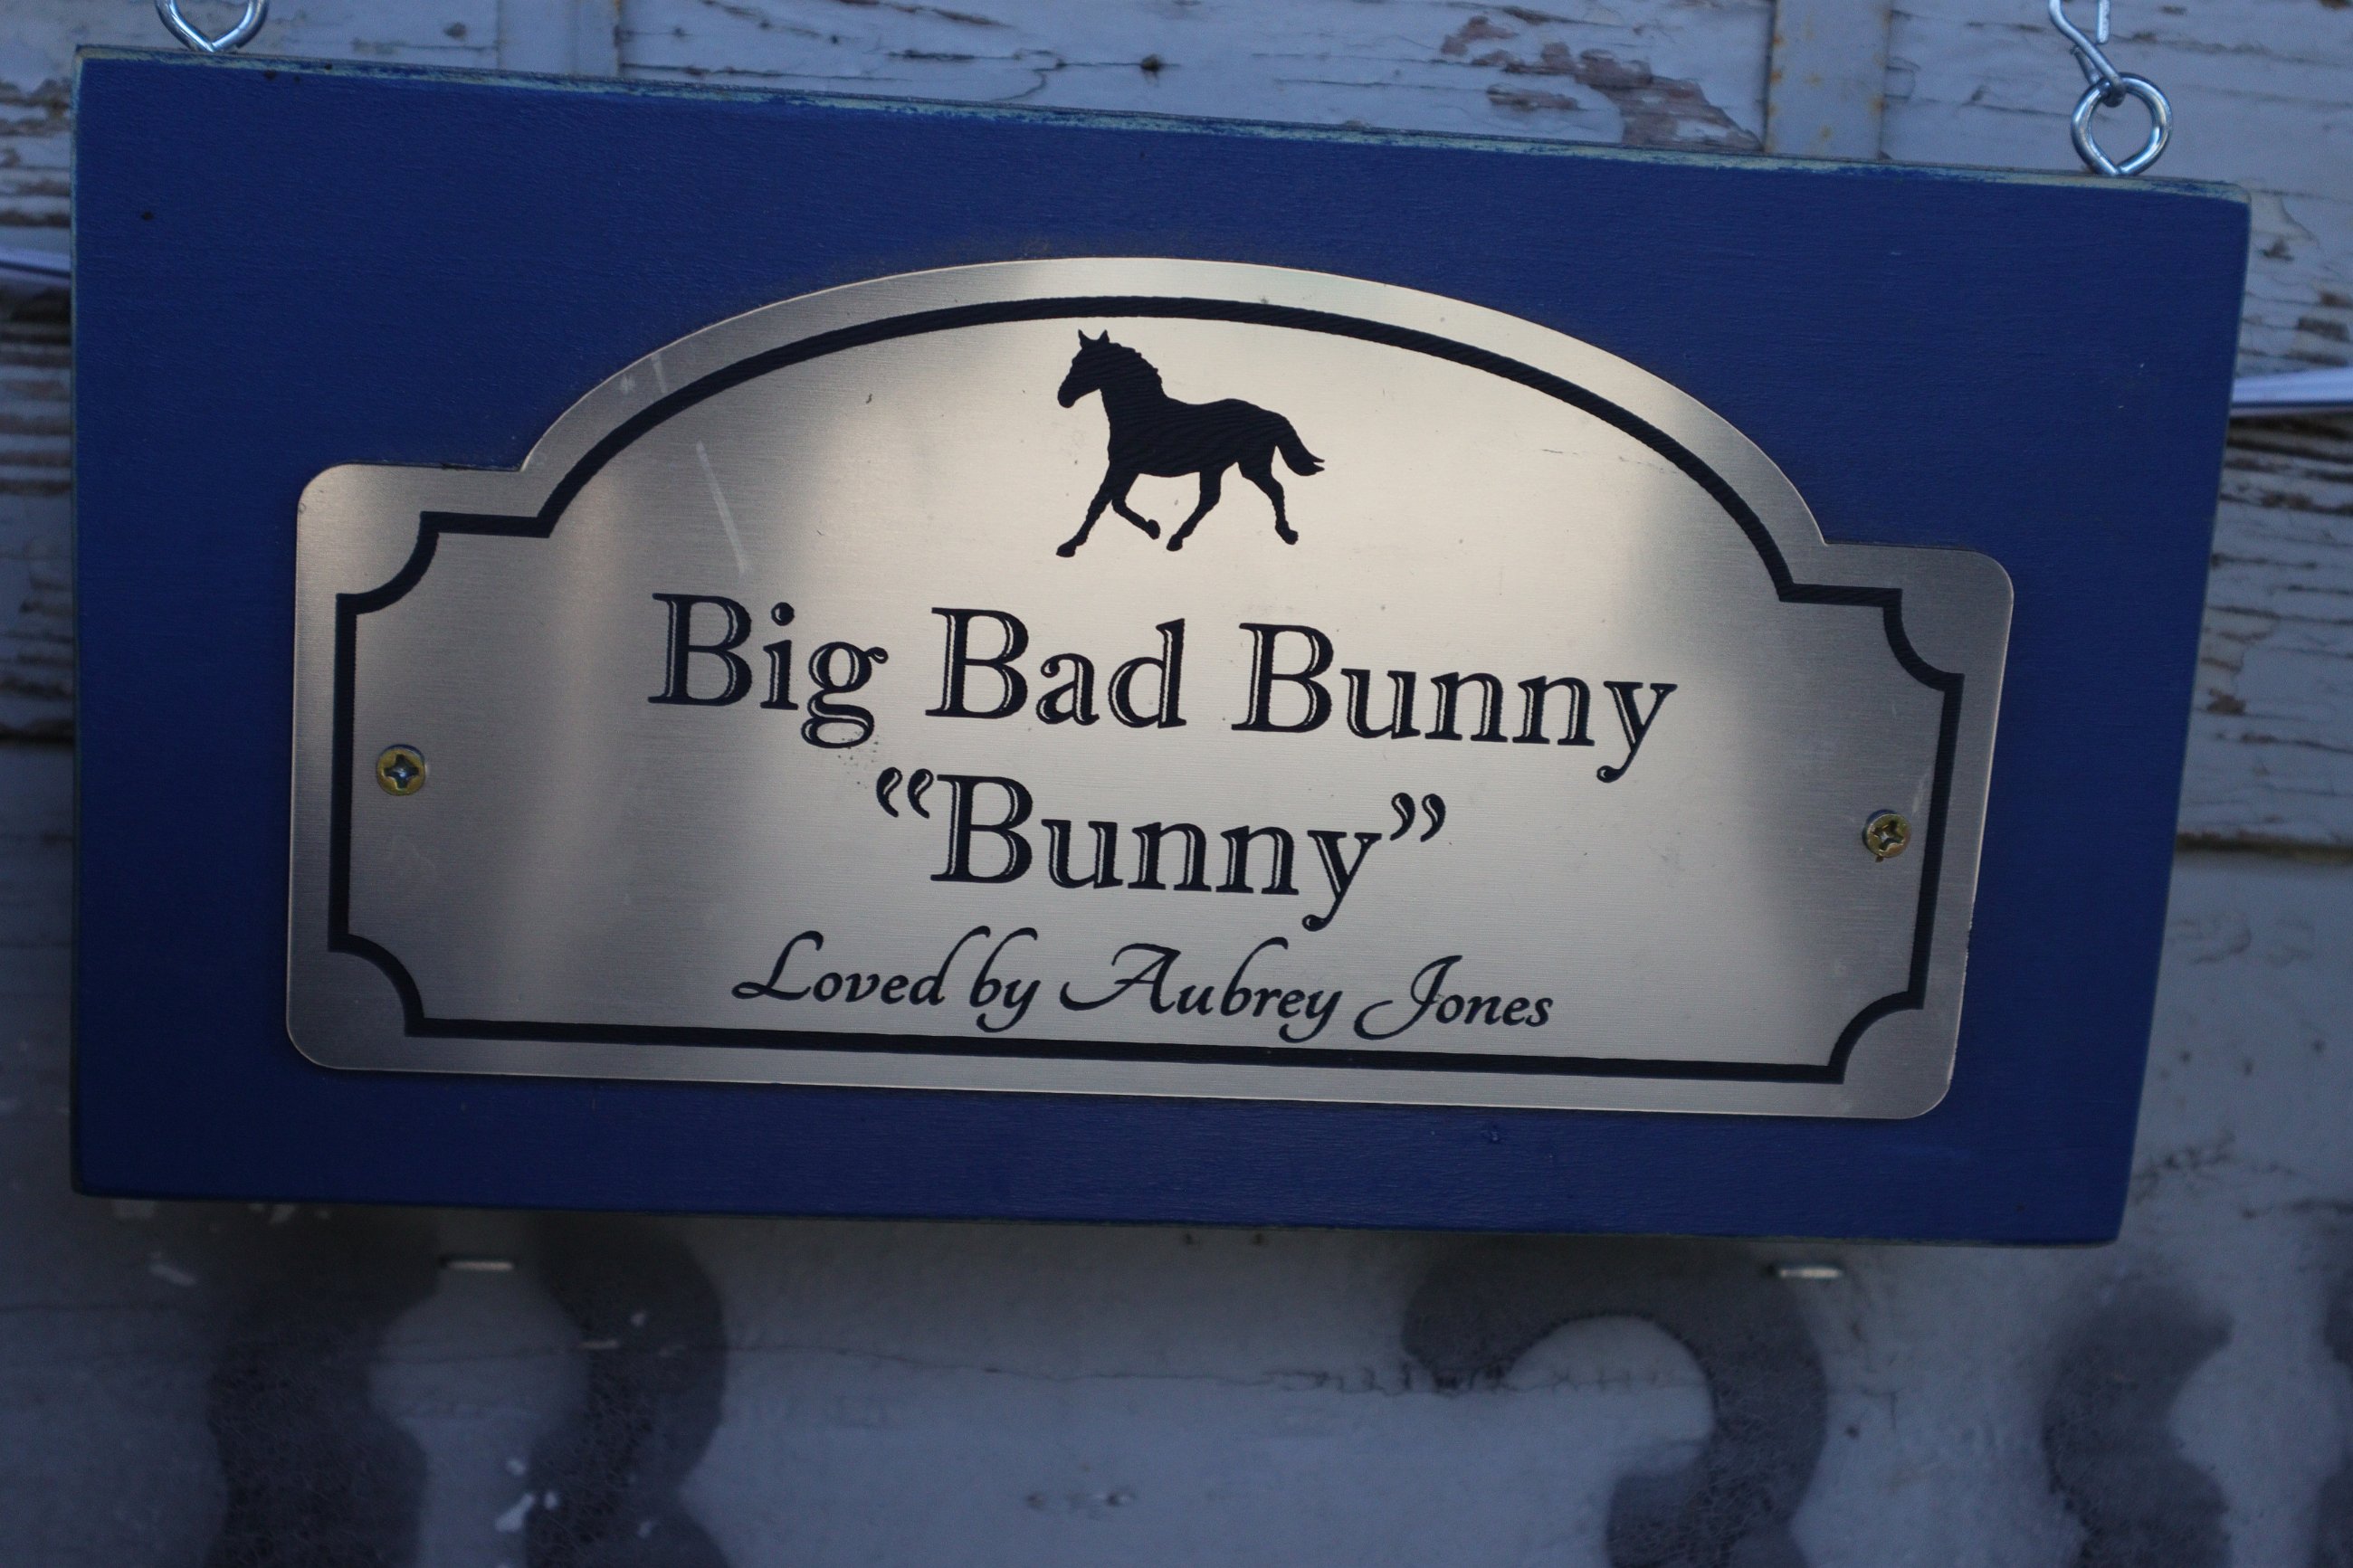 Big Bad Bunny
“Bunny”
Loved by Aubrey Jones